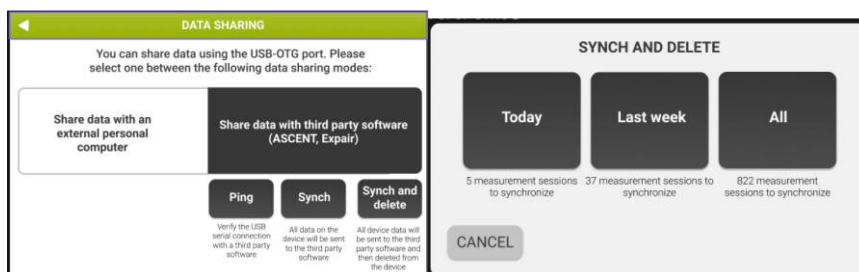 DATA SHARING
You can share data using the USB-OTG port. Please
select one between the following data sharing modes:
Share data with an
external personal
computer
Share data with third party software
(ASCENT, Expair)
Ping
Verify the USB
serial connection
with a third party
software
Synch
All data on the
device will be sent
to the third party
software
Synch and
delete
All device data will
be sent to the third
party software and
then deleted from
the device
SYNCH AND DELETE
Today
5 measurement sessions
to synchronize
Last week
37 measurement sessions to
synchronize
All
822 measurement
sessions to synchronize
CANCEL